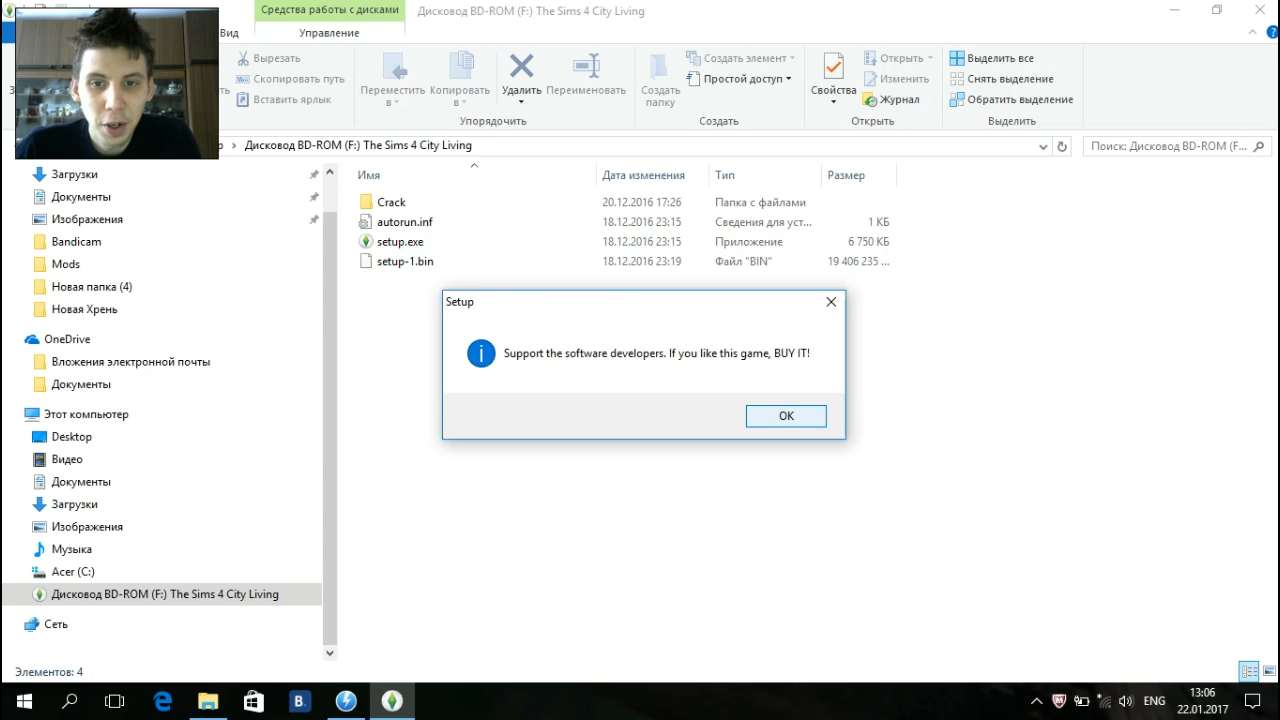 Средства работы с дисками
Дисковод BD-ROM (F:) The Sims 4 City Living
Вид
Управление
Вырезать
Скопировать путь
Вставить ярлык
Переместить в
Копировать в
Удалить
Переименовать
Создать папку
Создать элемент
Простой доступ
Свойства
Открыть
Изменить
Журнал
Выделить все
Снять выделение
Обратить выделение
Упорядочить
Создать
Открыть
Выделить
Дисковод BD-ROM (F:) The Sims 4 City Living
Поиск: Дисковод BD-ROM (F...
Имя
Дата изменения
Тип
Размер
Crack 20.12.2016 17:26 Папка с файлами
autorun.inf 18.12.2016 23:15 Сведения для уст... 1 КБ
setup.exe 18.12.2016 23:15 Приложение 6 750 КБ
setup-1.bin 18.12.2016 23:19 Файл "BIN" 19 406 235 ...
Загрузки
Документы
Изображения
Bandicam
Mods
Новая папка (4)
Новая Хрень
OneDrive
Вложения электронной почты
Документы
Этот компьютер
Desktop
Видео
Документы
Загрузки
Изображения
Музыка
Acer (C:)
Дисковод BD-ROM (F:) The Sims 4 City Living
Сеть
Setup
Support the software developers. If you like this game, BUY IT!
OK
Элементов: 4
B.
ENG
13:06
22.01.2017